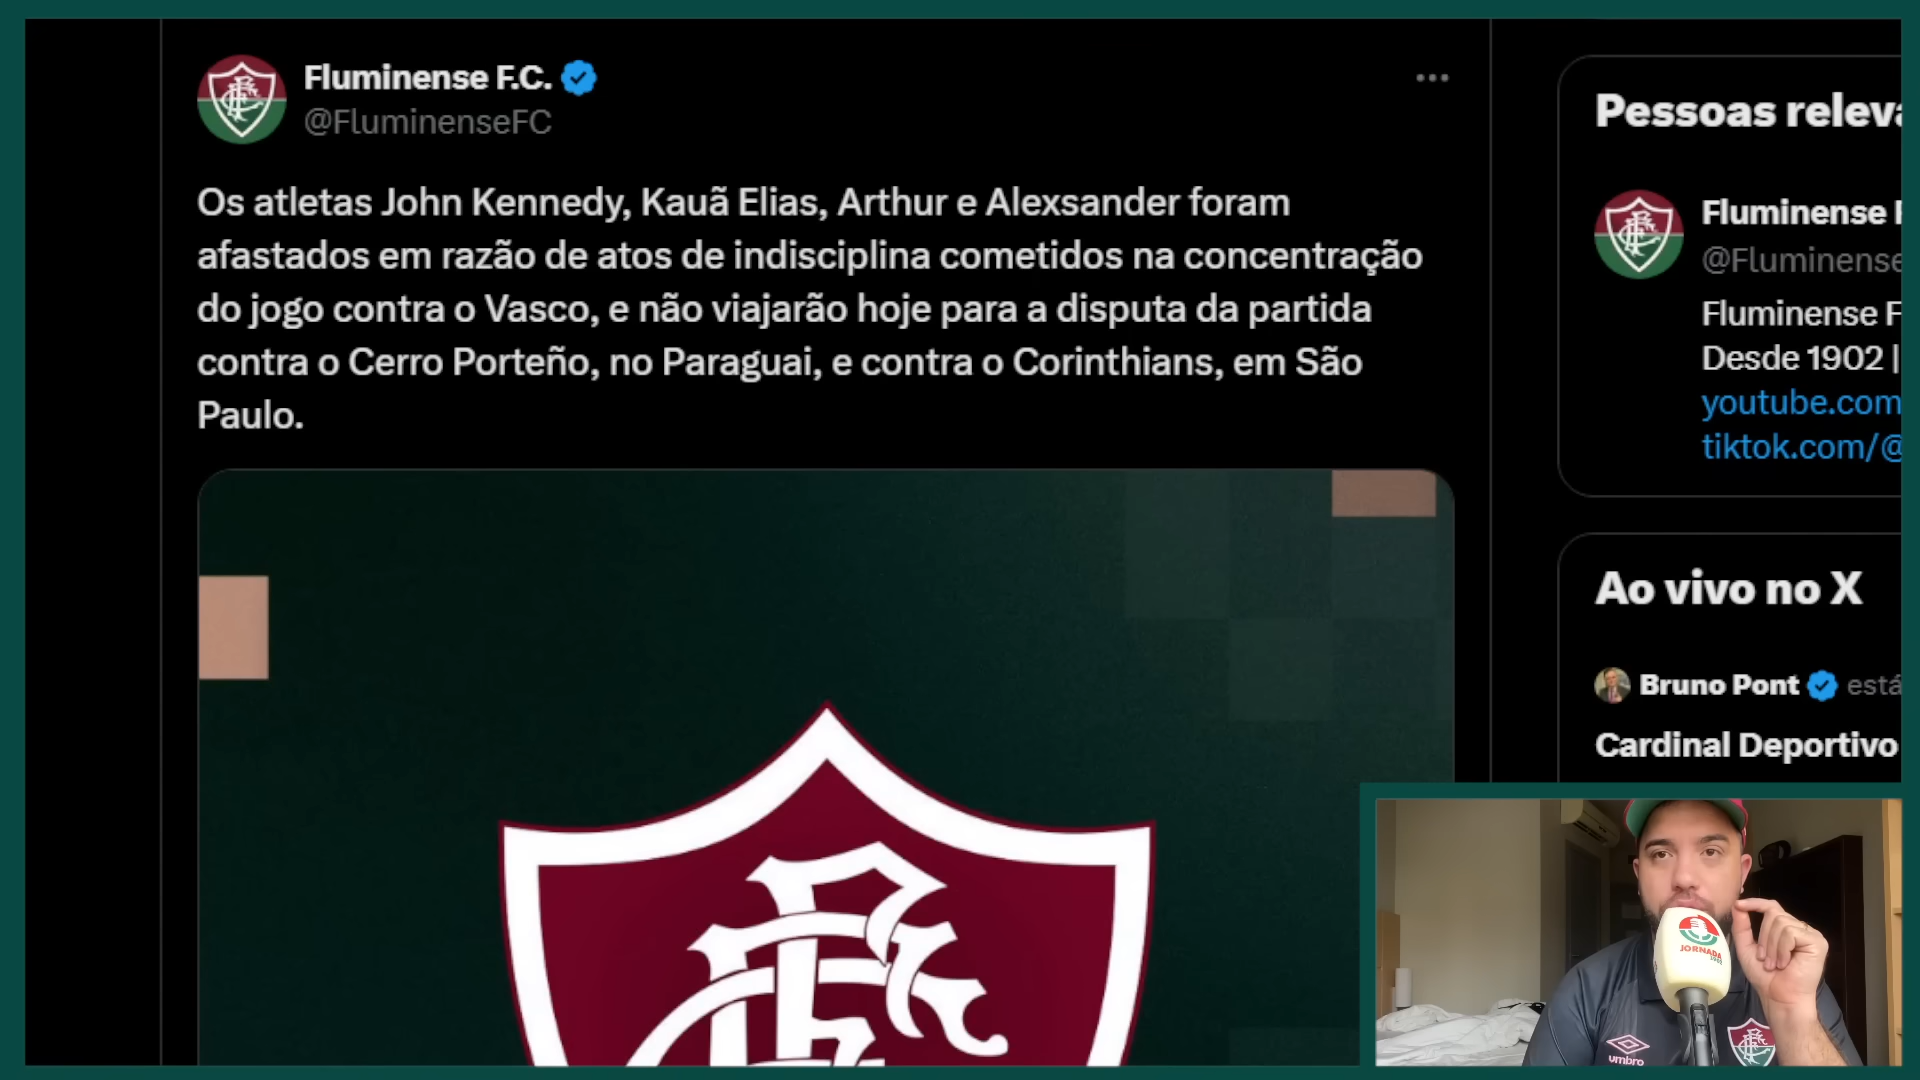 Fluminense F.C.
@FluminenseFC
Os atletas John Kennedy, Kauã Elias, Arthur e Alexsander foram
afastados em razão de atos de indisciplina cometidos na concentração
do jogo contra o Vasco, e não viajarão hoje para a disputa da partida
contra o Cerro Porteño, no Paraguai, e contra o Corinthians, em São
Paulo.
Pessoas releva
Fluminense F
@Fluminense
Fluminense F
Desde 1902 |
youtube.com
tiktok.com/@
Ao vivo no X
Bruno Pont está
Cardinal Deportivo
JORNADA
1902
umbro